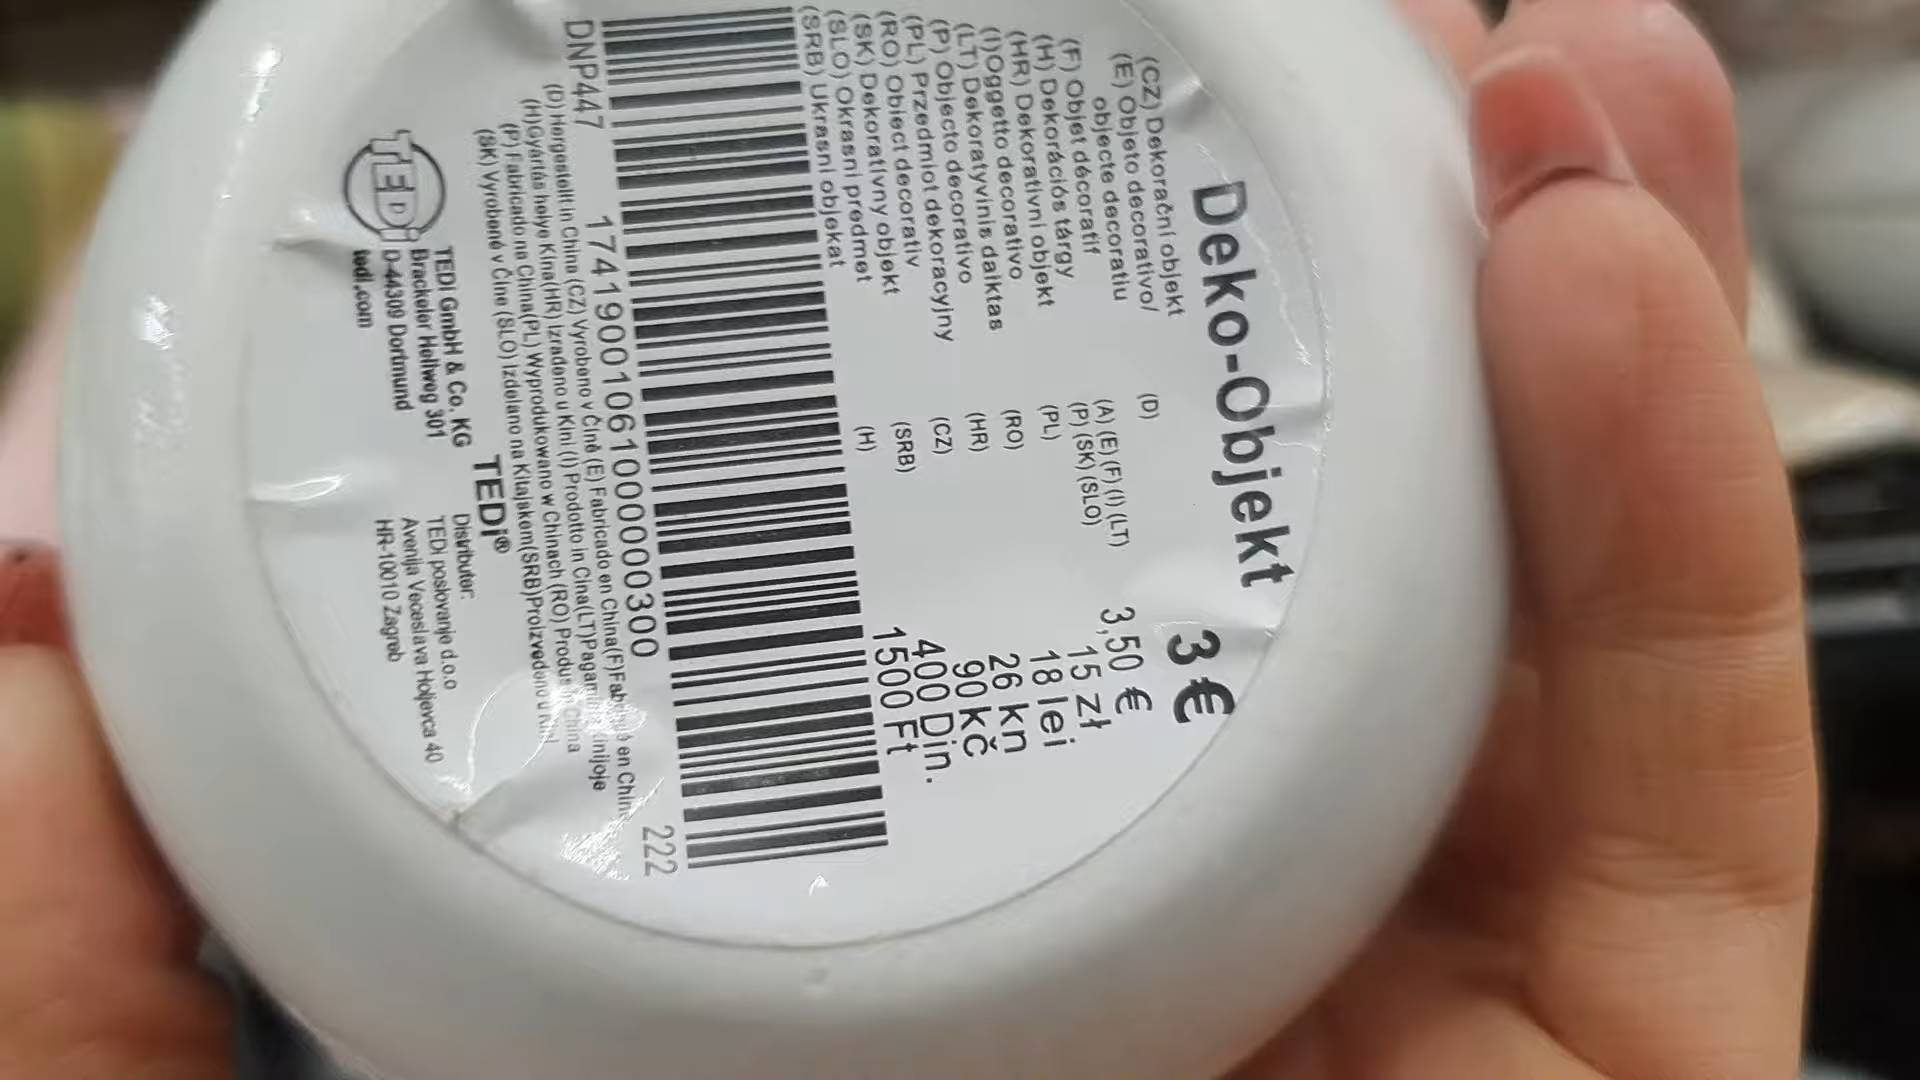 Deko-Objekt
(CZ) Dekorační objekt
(E) Objeto decorativo/
objecte decoratiu
(F) Objet décoratif
(H) Dekorációs tárgy
(HR) Dekorativni objekt
(I) Oggetto decorativo
(LT) Dekoratyvinis daiktas
(P) Objecto decorativo
(PL) Przedmiot dekoracyjny
(RO) Obiect decorativ
(SK) Dekoratívny objekt
(SLO) Okrasni predmet
(SRB) Ukrasni objekat
(D) 3 €
(A) (E) (F) (I) (LT)
(P) (SK) (SLO) 3,50 €
(PL) 15 zł
(RO) 18 lei
(HR) 26 kn
(CZ) 90 kč
(SRB) 400 Din.
(H) 1500 Ft
DNP447 17419001061000000300 222
(D) Hergestellt in China (CZ) Vyrobeno v Číně (E) Fabricado en China (F) en
(H) Gyártás helye Kína (HR) Izrađeno u Kini (I) Prodotto in Cina (LT)
(P) Fabricado na China (PL) Wyprodukowano w Chinach (RO) Produs China
(SK) Vyrobené v Číne (SLO) Izdelano na Kitajskem (SRB) Proizvedeno u Kini
TEDi®
TEDi
TEDi GmbH & Co. KG
Brackeler Hellweg 301
D-44309 Dortmund
tedi.com
Distributer:
TEDi poslovanje d.o.o
Avenija Većeslava Holjevca 40
HR-10010 Zagreb